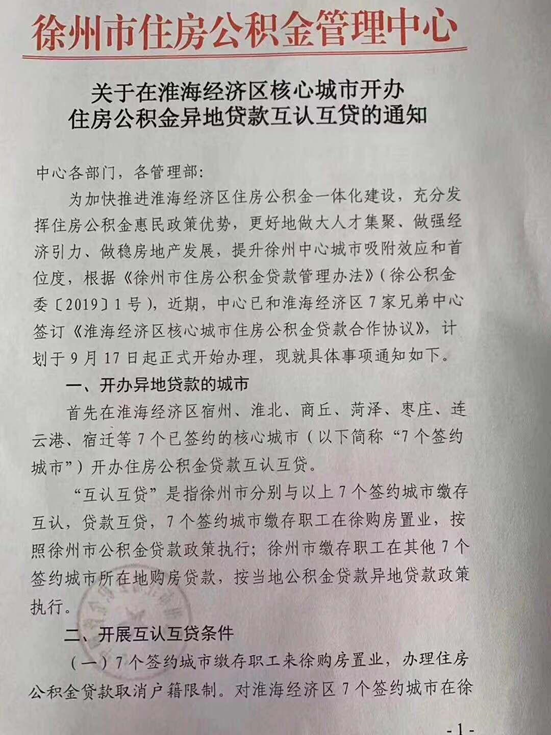 徐州市住房公积金管理中心
关于在淮海经济区核心城市开办
住房公积金异地贷款互认互贷的通知
中心各部门，各管理部：
为加快推进淮海经济区住房公积金一体化建设，充分发
挥住房公积金惠民政策优势，更好地做大人才集聚、做强经
济引力、做稳房地产发展，提升徐州中心城市吸附效应和首
位度，根据《徐州市住房公积金贷款管理办法》（徐公积金
委〔2019〕1号），近期，中心已和淮海经济区7家兄弟中心
签订《淮海经济区核心城市住房公积金贷款合作协议》，计
划于9月17日起正式开始办理，现就具体事项通知如下。
一、开办异地贷款的城市
首先在淮海经济区宿州、淮北、商丘、菏泽、枣庄、连
云港、宿迁等7个已签约的核心城市（以下简称“7个签约
城市”）开办住房公积金贷款互认互贷。
“互认互贷”是指徐州市分别与以上7个签约城市缴存
互认，贷款互贷，7个签约城市缴存职工在徐购房置业，按
照徐州市公积金贷款政策执行；徐州市缴存职工在其他7个
签约城市所在地购房贷款，按当地公积金贷款异地贷款政策
执行。
二、开展互认互贷条件
（一）7个签约城市缴存职工来徐购房置业，办理住房
公积金贷款取消户籍限制。对淮海经济区7个签约城市在徐
-1-